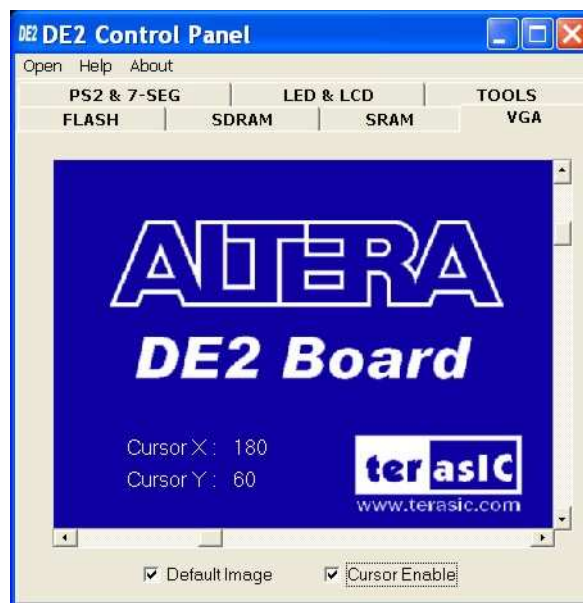 DE2 DE2 Control Panel
Open Help About
PS2 & 7-SEG LED & LCD TOOLS
FLASH SDRAM SRAM VGA
ALTERA
DE2 Board
Cursor X : 180
Cursor Y : 60
terasIC
www.terasic.com
Default Image Cursor Enable